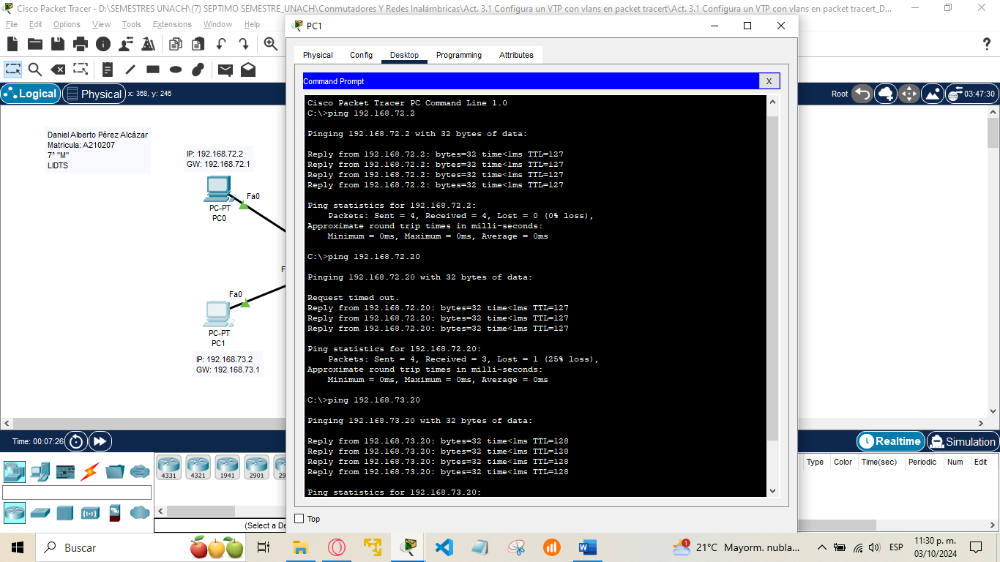 Cisco Packet Tracer - D:\SEMESTRES UNACH\(7) SEPTIMO SEMESTRE_UNACH\Conmutadores Y Redes Inalámbricas\Act. 3.1 Configura un VTP con vlans en packet tracert\Act. 3.1 Configura un VTP con vlans en packet tracert_D...
File Edit Options View Tools Extensions Window Help
PC1
Physical Config Desktop Programming Attributes
Logical Physical x: 368, y: 246
Root 03:47:30
Command Prompt X
Daniel Alberto Pérez Alcázar
Matricula: A210207
7° "M"
LIDTS
IP: 192.168.72.2
GW: 192.168.72.1
Fa0
PC-PT
PC0
F
Fa0
PC-PT
PC1
IP: 192.168.73.2
GW: 192.168.73.1
Cisco Packet Tracer PC Command Line 1.0
C:\>ping 192.168.72.2
Pinging 192.168.72.2 with 32 bytes of data:
Reply from 192.168.72.2: bytes=32 time<1ms TTL=127
Reply from 192.168.72.2: bytes=32 time<1ms TTL=127
Reply from 192.168.72.2: bytes=32 time<1ms TTL=127
Reply from 192.168.72.2: bytes=32 time<1ms TTL=127
Ping statistics for 192.168.72.2:
Packets: Sent = 4, Received = 4, Lost = 0 (0% loss),
Approximate round trip times in milli-seconds:
Minimum = 0ms, Maximum = 0ms, Average = 0ms
C:\>ping 192.168.72.20
Pinging 192.168.72.20 with 32 bytes of data:
Request timed out.
Reply from 192.168.72.20: bytes=32 time<1ms TTL=127
Reply from 192.168.72.20: bytes=32 time<1ms TTL=127
Reply from 192.168.72.20: bytes=32 time<1ms TTL=127
Ping statistics for 192.168.72.20:
Packets: Sent = 4, Received = 3, Lost = 1 (25% loss),
Approximate round trip times in milli-seconds:
Minimum = 0ms, Maximum = 0ms, Average = 0ms
C:\>ping 192.168.73.20
Pinging 192.168.73.20 with 32 bytes of data:
Reply from 192.168.73.20: bytes=32 time<1ms TTL=128
Reply from 192.168.73.20: bytes=32 time<1ms TTL=128
Reply from 192.168.73.20: bytes=32 time<1ms TTL=128
Reply from 192.168.73.20: bytes=32 time<1ms TTL=128
Ping statistics for 192.168.73.20:
Top
Time: 00:07:26
Realtime Simulation
4331 4321 1941 2901 29
Type Color Time(sec) Periodic Num Edit
(Select a De
Buscar
1 21°C Mayorm. nubla...
ESP
11:30 p. m.
03/10/2024